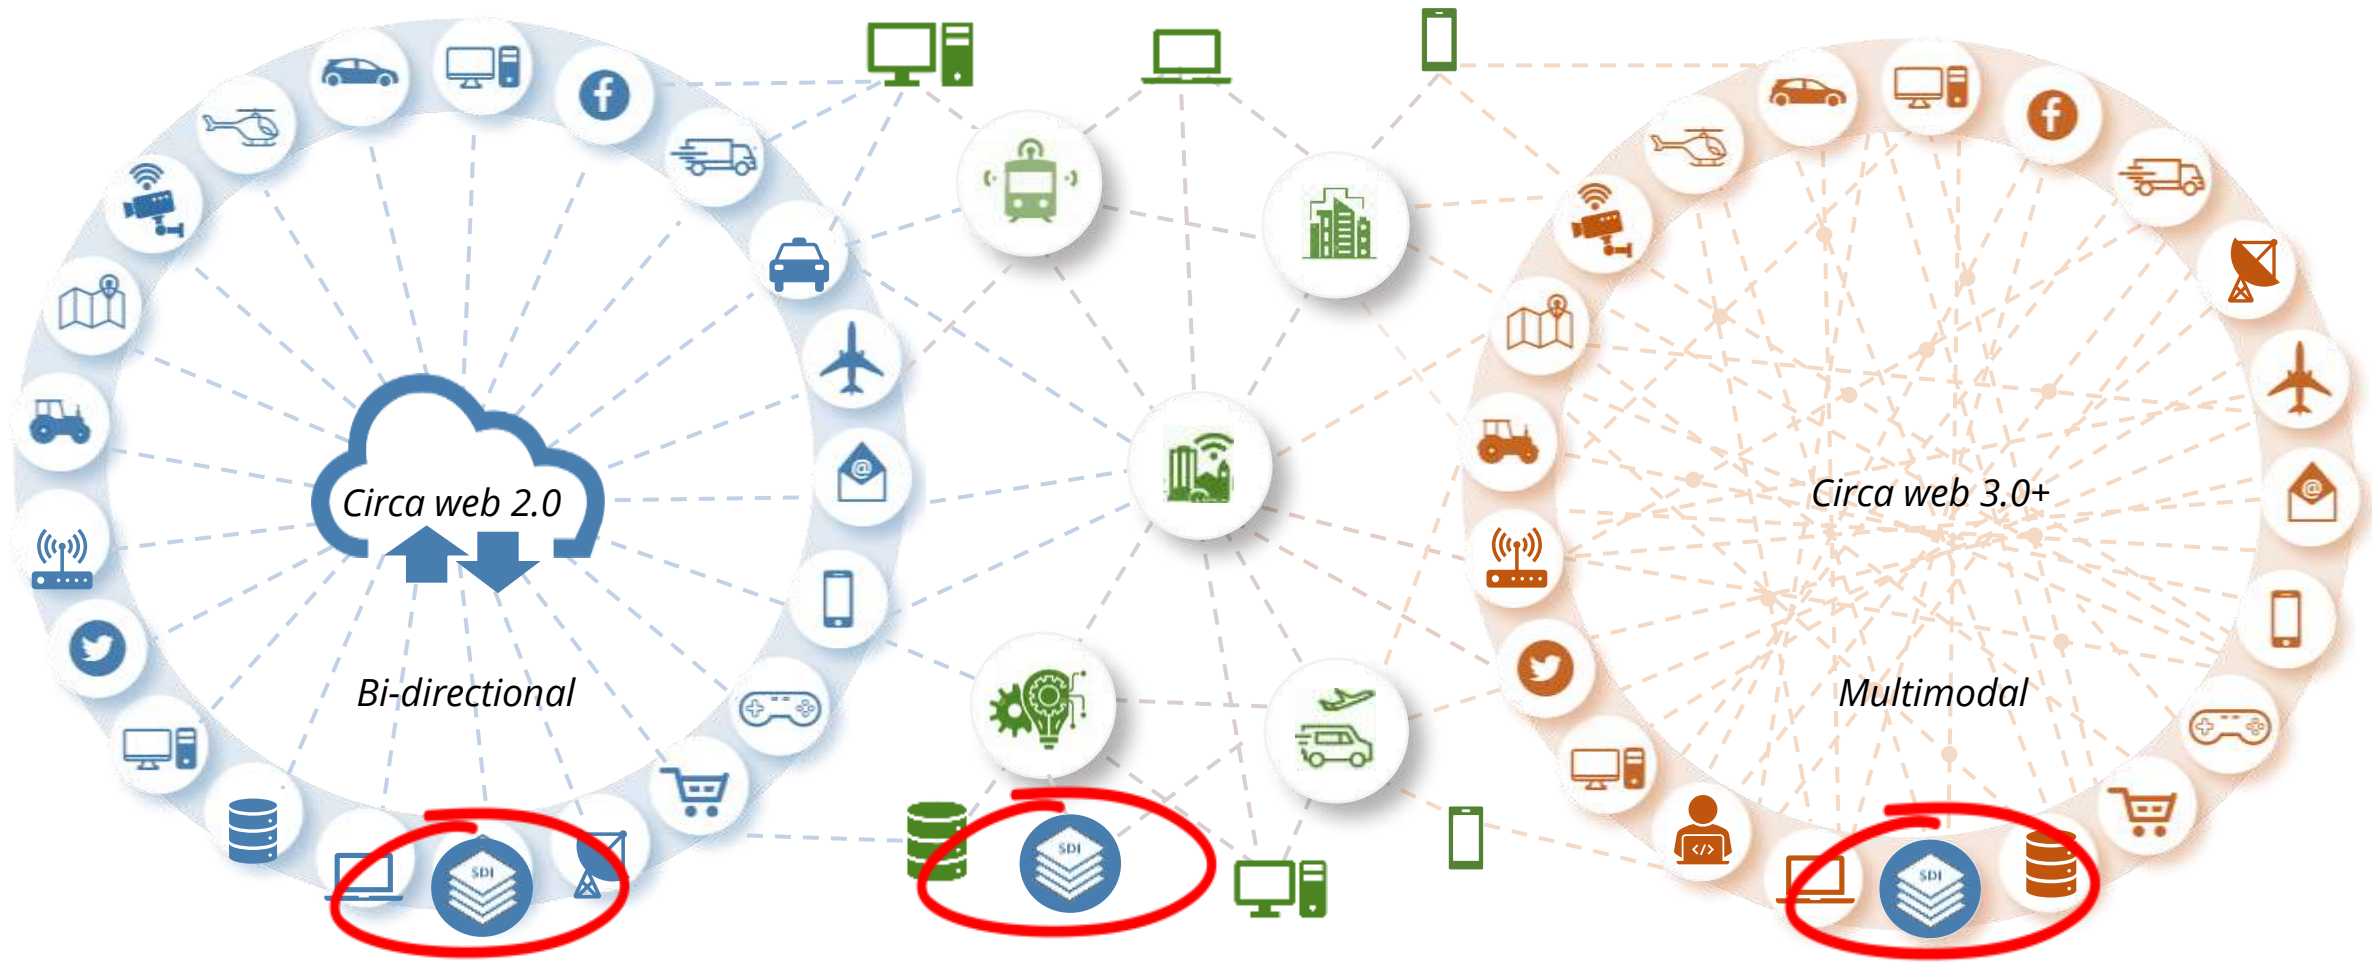 Circa web 2.0
Bi-directional
SDI
SDI
Circa web 3.0+
Multimodal
SDI